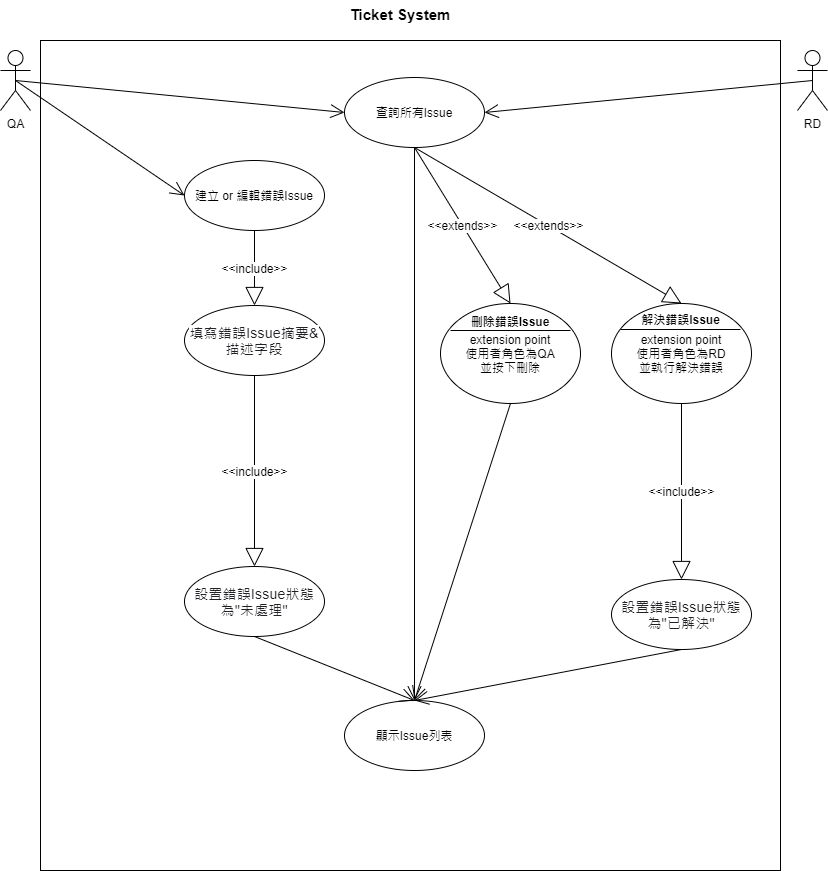 Ticket System
QA
RD
查詢所有Issue
建立 or 編輯錯誤Issue
<<extends>>
<<extends>>
<<include>>
填寫錯誤Issue摘要&
描述字段
刪除錯誤Issue
extension point
使用者角色為QA
並按下刪除
解決錯誤Issue
extension point
使用者角色為RD
並執行解決錯誤
<<include>>
<<include>>
設置錯誤Issue狀態
為"未處理"
設置錯誤Issue狀態
為"已解決"
顯示Issue列表